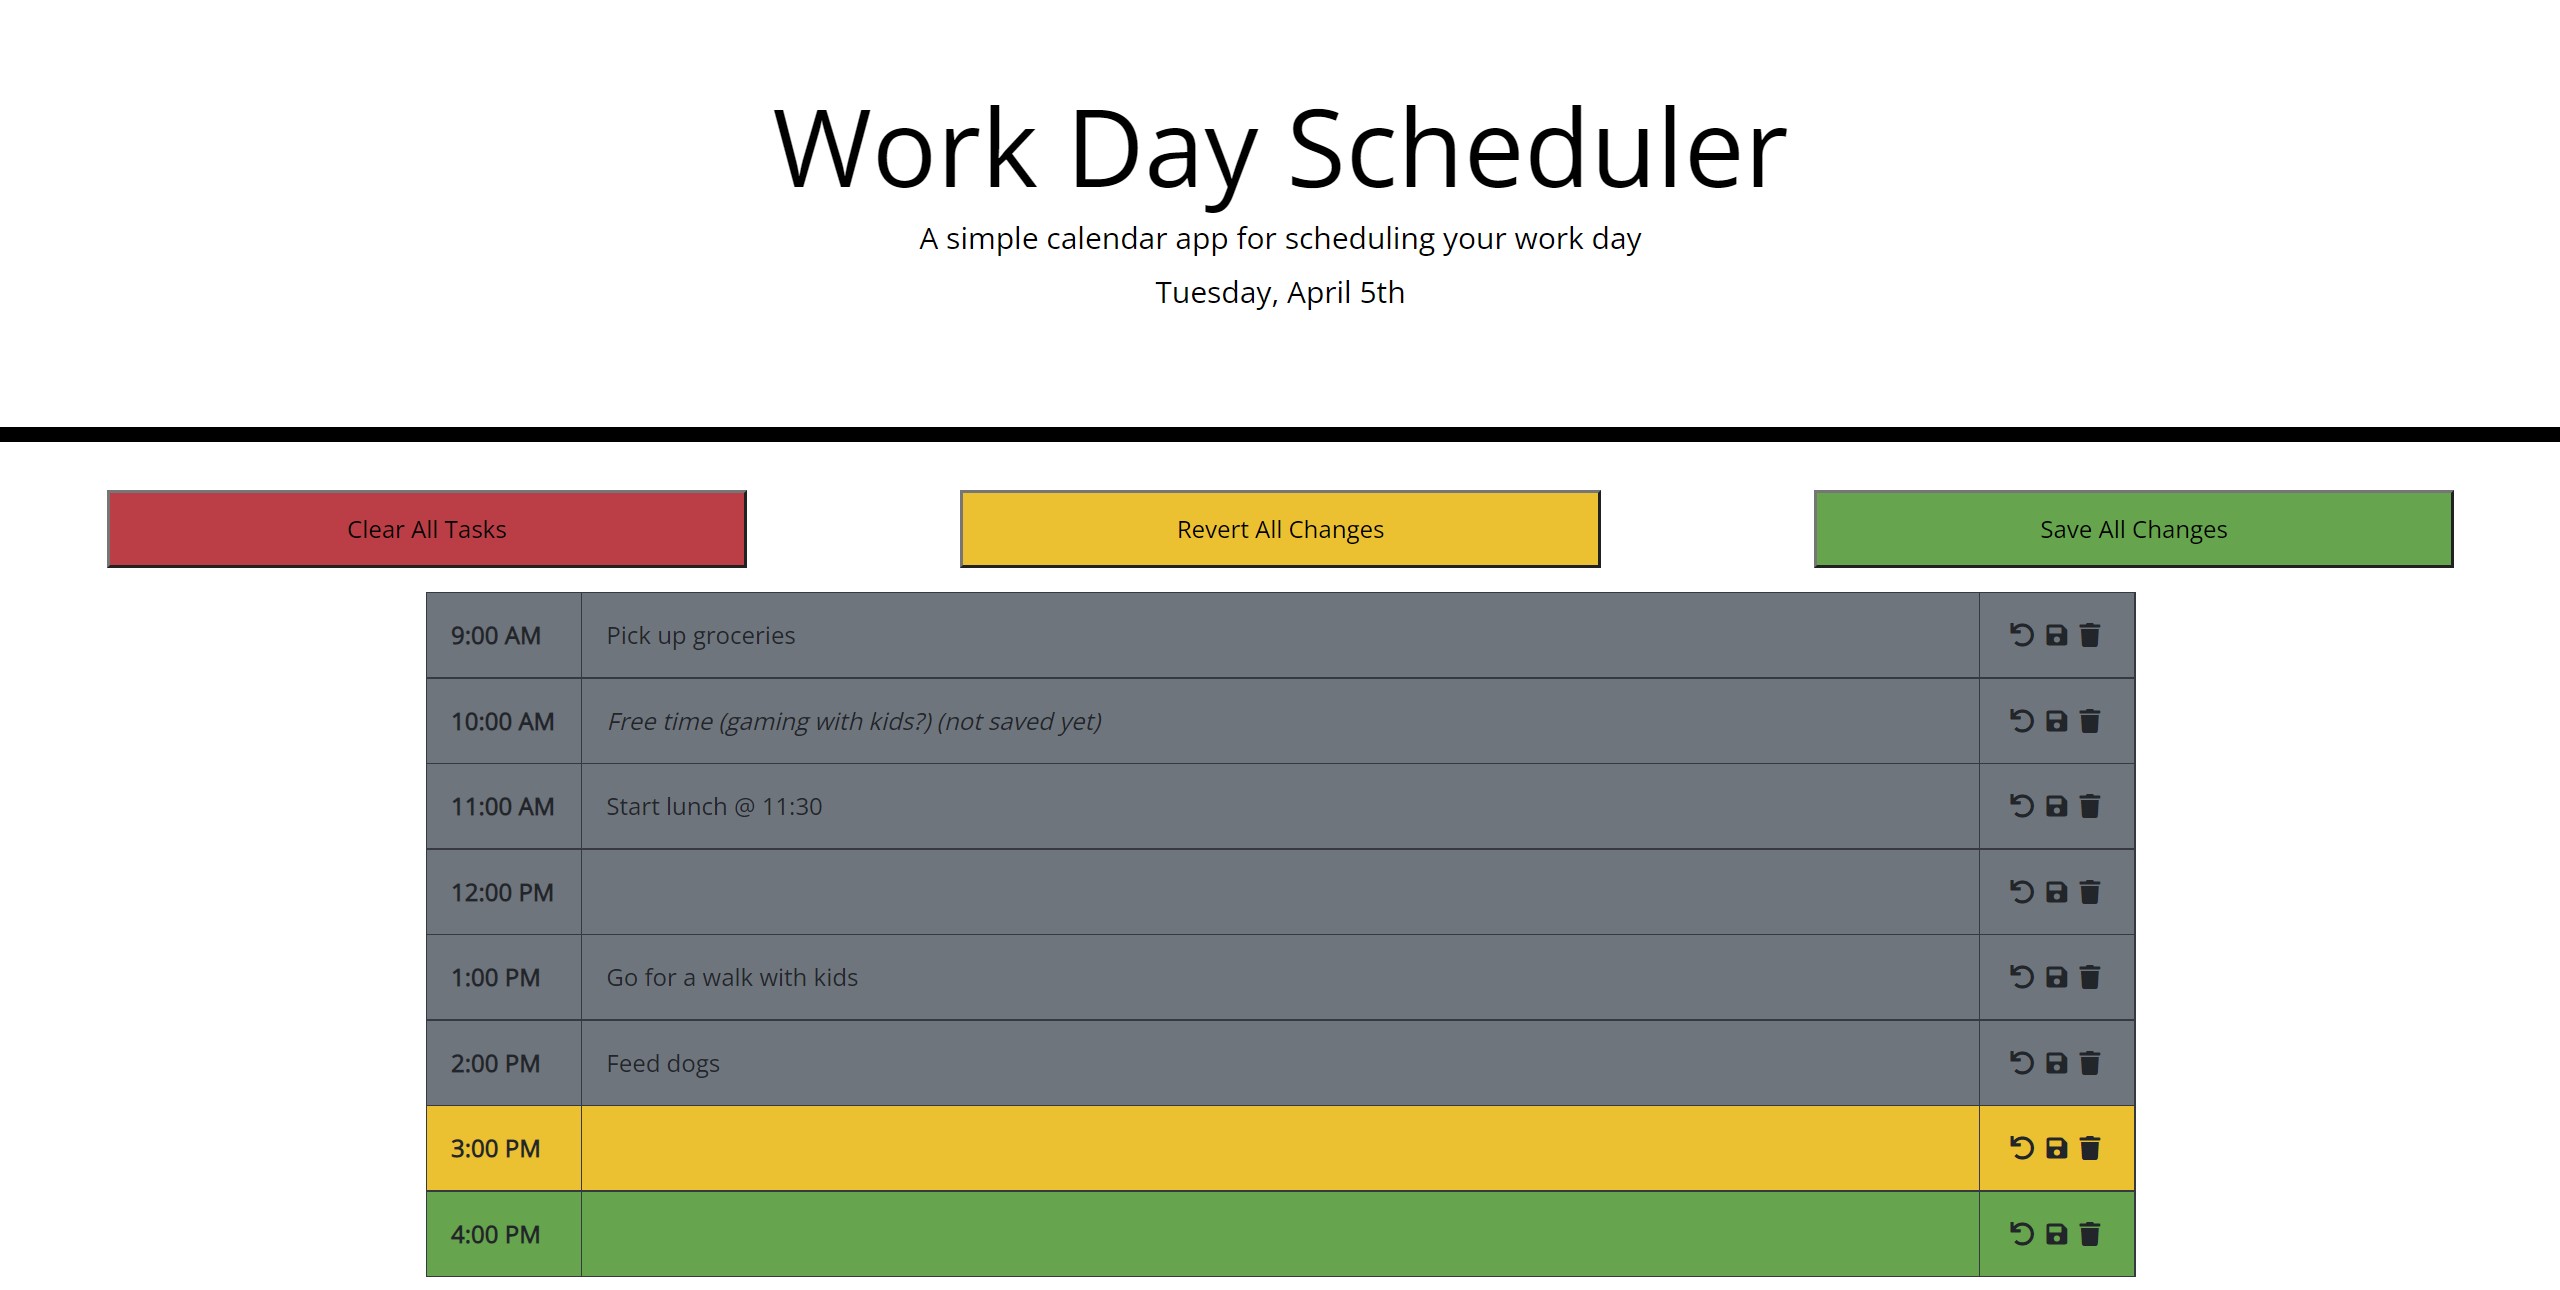 Work Day Scheduler
A simple calendar app for scheduling your work day
Tuesday, April 5th
Clear All Tasks
Revert All Changes
Save All Changes
9:00 AM Pick up groceries
10:00 AM Free time (gaming with kids?) (not saved yet)
11:00 AM Start lunch @ 11:30
12:00 PM
1:00 PM Go for a walk with kids
2:00 PM Feed dogs
3:00 PM
4:00 PM